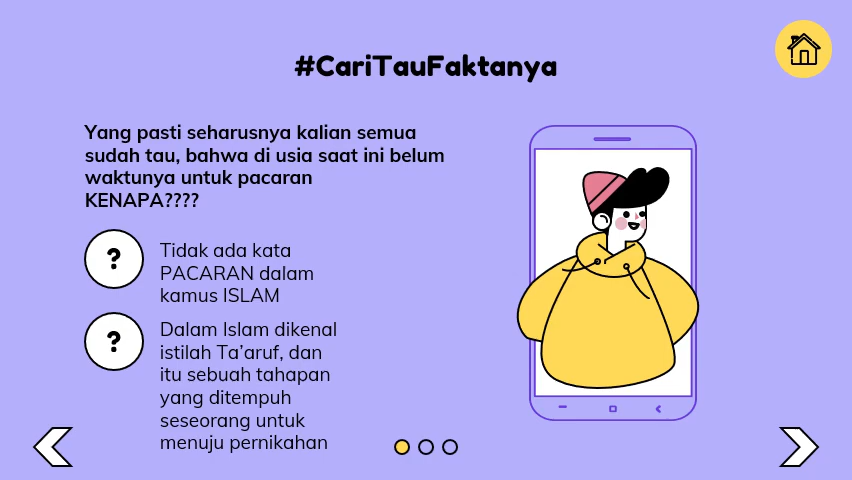 #CariTauFaktanya
Yang pasti seharusnya kalian semua
sudah tau, bahwa di usia saat ini belum
waktunya untuk pacaran
KENAPA????
?
Tidak ada kata
PACARAN dalam
kamus ISLAM
?
Dalam Islam dikenal
istilah Ta’aruf, dan
itu sebuah tahapan
yang ditempuh
seseorang untuk
menuju pernikahan